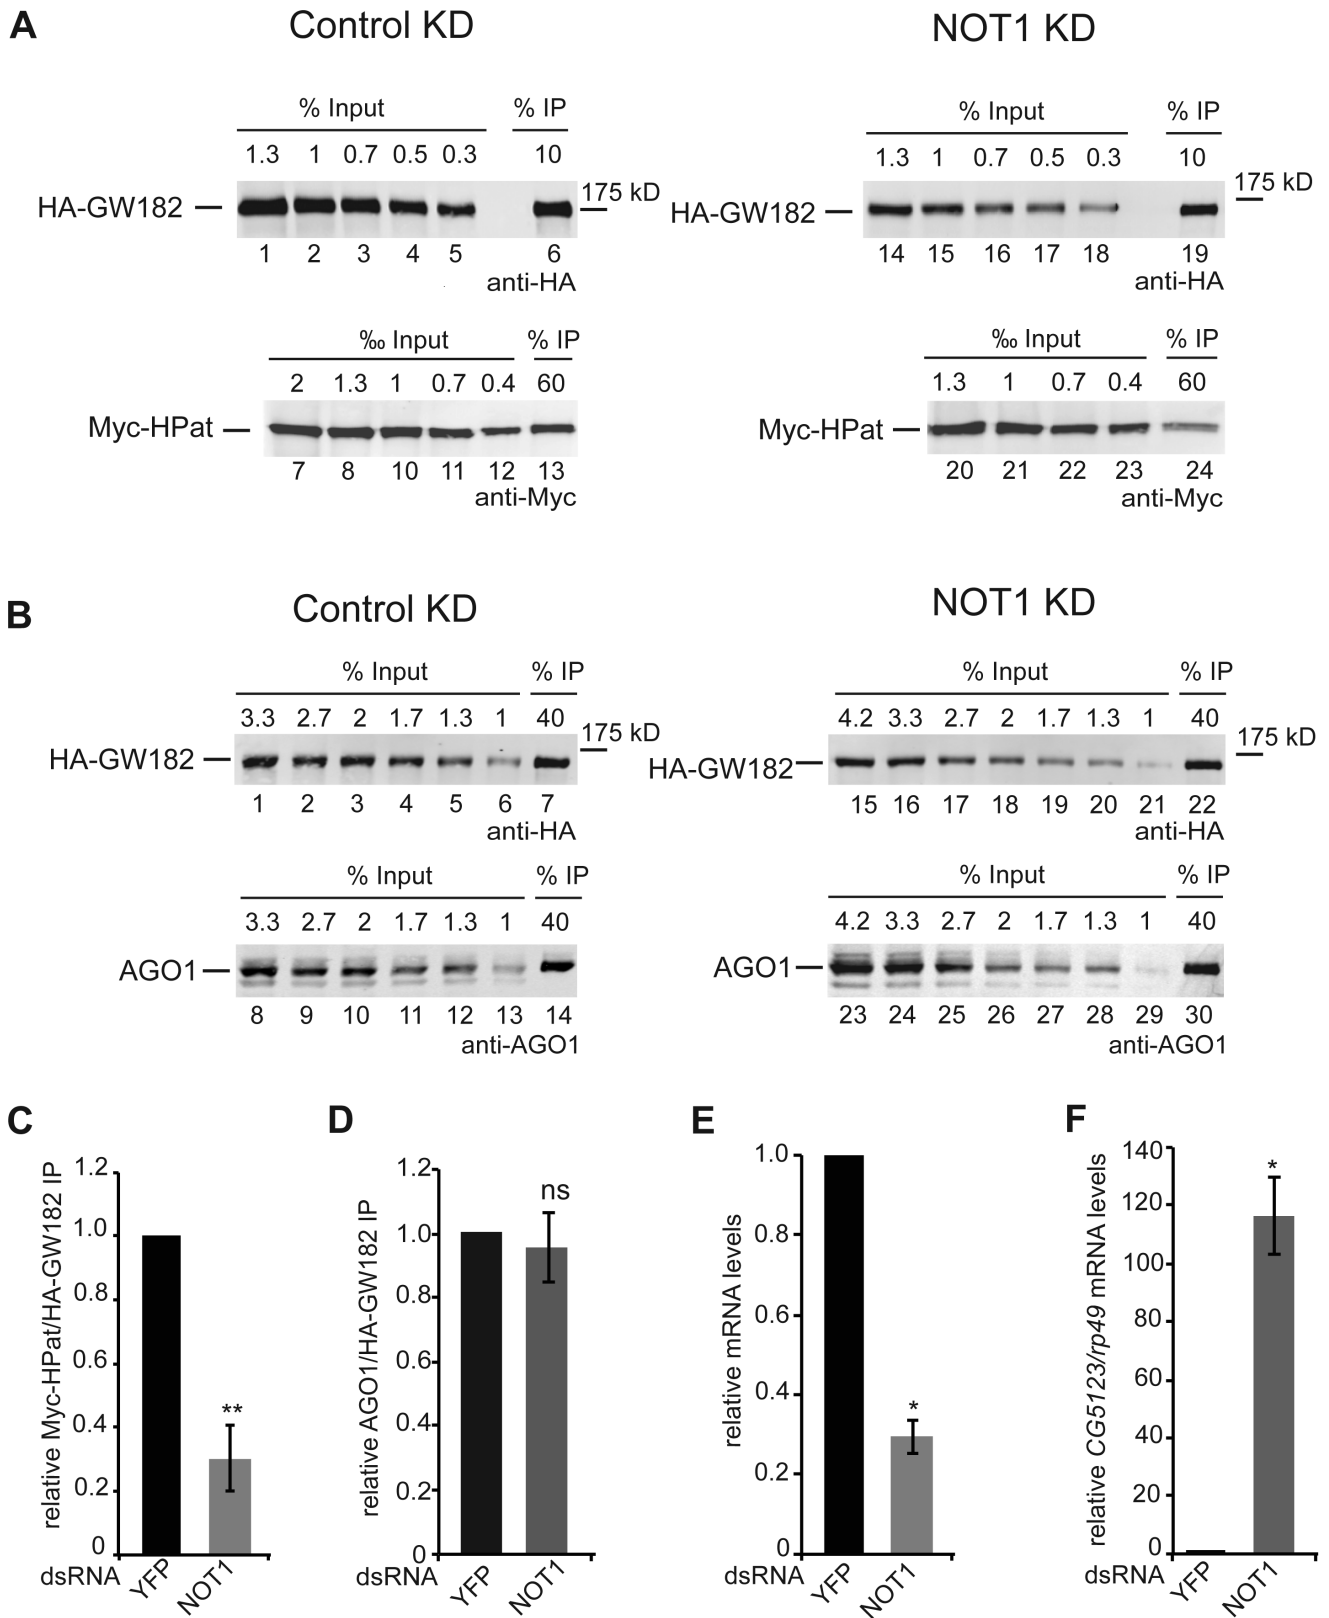 A
Control KD
NOT1 KD
% Input
% IP
1.3 1 0.7 0.5 0.3 10
HA-GW182
175 kD
1 2 3 4 5 6
anti-HA
% Input
% IP
1.3 1 0.7 0.5 0.3 10
HA-GW182
175 kD
14 15 16 17 18 19
anti-HA
‰ Input
% IP
2 1.3 1 0.7 0.4 60
Myc-HPat
7 8 10 11 12 13
anti-Myc
‰ Input
% IP
1.3 1 0.7 0.4 60
Myc-HPat
20 21 22 23 24
anti-Myc
B
Control KD
NOT1 KD
% Input
% IP
3.3 2.7 2 1.7 1.3 1 40
HA-GW182
175 kD
1 2 3 4 5 6 7
anti-HA
% Input
% IP
4.2 3.3 2.7 2 1.7 1.3 1 40
HA-GW182
175 kD
15 16 17 18 19 20 21 22
anti-HA
% Input
% IP
3.3 2.7 2 1.7 1.3 1 40
AGO1
8 9 10 11 12 13 14
anti-AGO1
% Input
% IP
4.2 3.3 2.7 2 1.7 1.3 1 40
AGO1
23 24 25 26 27 28 29 30
anti-AGO1
C
relative Myc-HPat/HA-GW182 IP
1.2
1.0
0.8
0.6
0.4
0.2
0
**
dsRNA
YFP
NOT1
D
relative AGO1/HA-GW182 IP
1.2
1.0
0.8
0.6
0.4
0.2
0
ns
dsRNA
YFP
NOT1
E
relative mRNA levels
1.0
0.8
0.6
0.4
0.2
0
*
dsRNA
YFP
NOT1
F
relative CG5123/rp49 mRNA levels
140
120
100
80
60
40
20
0
*
dsRNA
YFP
NOT1